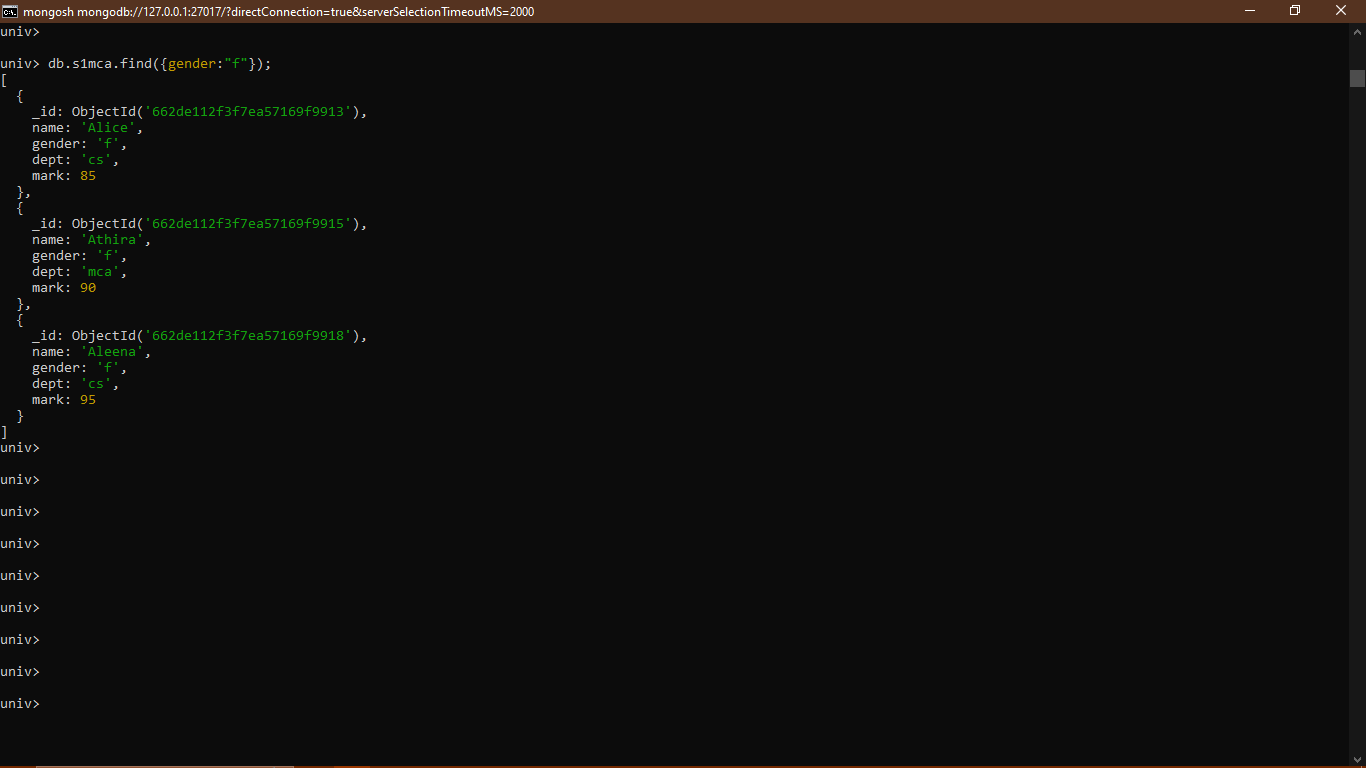 mongosh mongodb://127.0.0.1:27017/?directConnection=true&serverSelectionTimeoutMS=2000
univ>
univ> db.s1mca.find({gender:"f"});
[
  {
    _id: ObjectId('662de112f3f7ea57169f9913'),
    name: 'Alice',
    gender: 'f',
    dept: 'cs',
    mark: 85
  },
  {
    _id: ObjectId('662de112f3f7ea57169f9915'),
    name: 'Athira',
    gender: 'f',
    dept: 'mca',
    mark: 90
  },
  {
    _id: ObjectId('662de112f3f7ea57169f9918'),
    name: 'Aleena',
    gender: 'f',
    dept: 'cs',
    mark: 95
  }
]
univ>
univ>
univ>
univ>
univ>
univ>
univ>
univ>
univ>